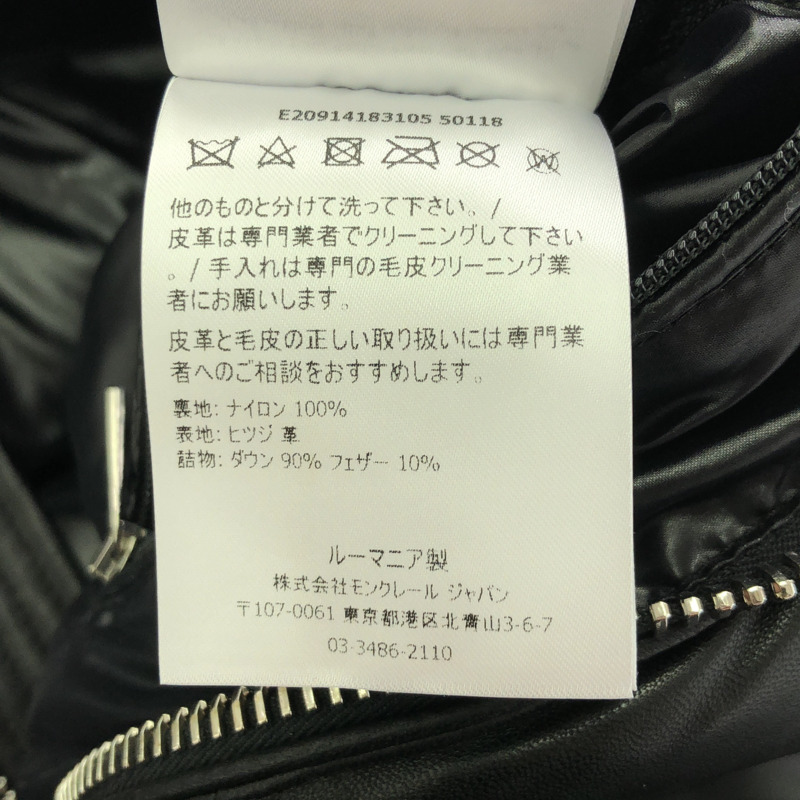 E20914183105 50118
他のものと分けて洗って下さい。/
皮革は専門業者でクリーニングして下さい
。/ 手入れは専門の毛皮クリーニング業
者にお願いします。
皮革と毛皮の正しい取り扱いには専門業
者へのご相談をおすすめします。
裏地: ナイロン 100%
表地: ヒツジ 革
詰物: ダウン 90% フェザー 10%
ルーマニア製
株式会社モンクレール ジャパン
〒107-0061 東京都港区北齊山3-6-7
03-3486-2110